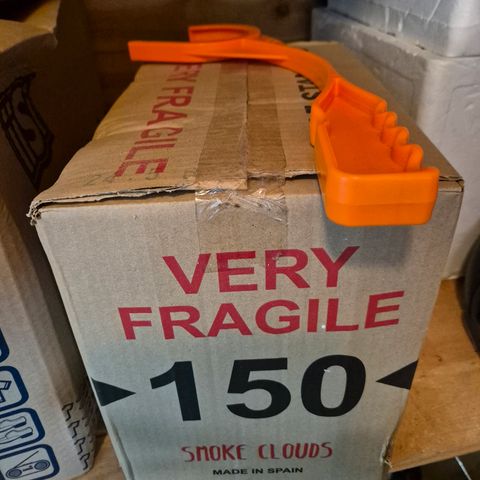 VERY FRAGILE
VERY
FRAGILE
150
SMOKE CLOUDS
MADE IN SPAIN